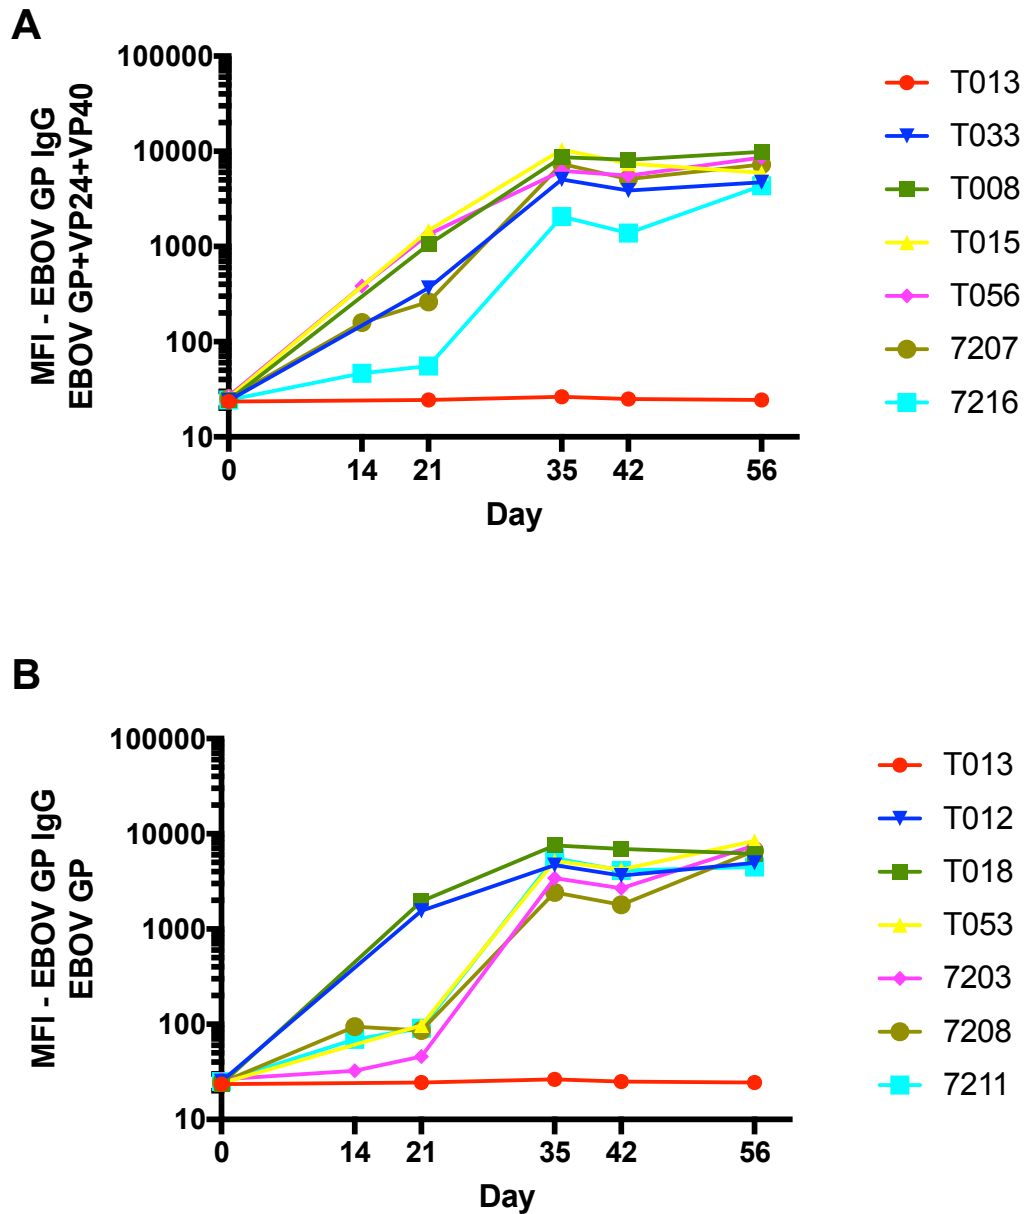 A
MFI - EBOV GP IgG
EBOV GP+VP24+VP40
100000
10000
1000
100
10
0 14 21 35 42 56
Day
T013
T033
T008
T015
T056
7207
7216
B
MFI - EBOV GP IgG
EBOV GP
100000
10000
1000
100
10
0 14 21 35 42 56
Day
T013
T012
T018
T053
7203
7208
7211